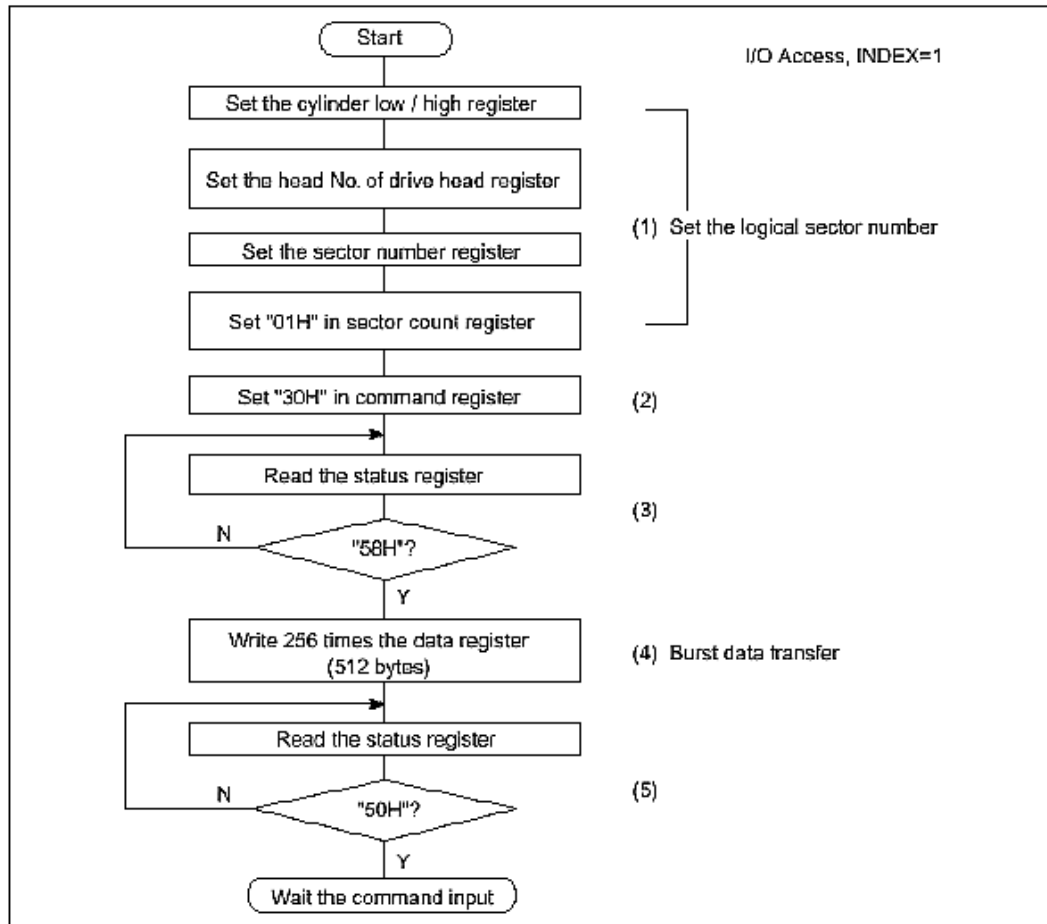 Start
I/O Access, INDEX=1
Set the cylinder low / high register
Set the head No. of drive head register
(1) Set the logical sector number
Set the sector number register
Set "01H" in sector count register
Set "30H" in command register
(2)
Read the status register
(3)
N
"58H"?
Y
Write 256 times the data register
(512 bytes)
(4) Burst data transfer
Read the status register
N
"50H"?
(5)
Y
Wait the command input